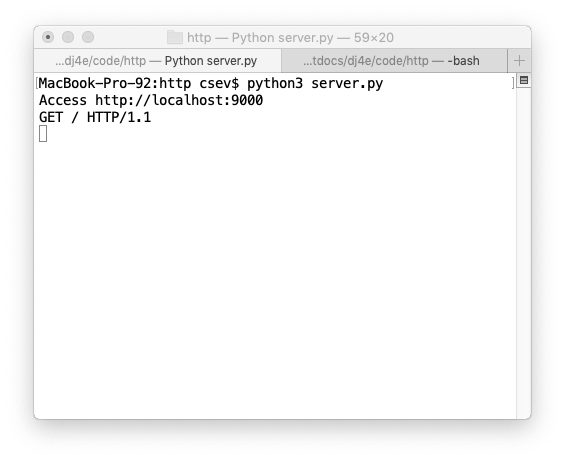 http — Python server.py — 59×20
...dj4e/code/http — Python server.py
...tdocs/dj4e/code/http — -bash
+
[MacBook-Pro-92:http csev$ python3 server.py ]
Access http://localhost:9000
GET / HTTP/1.1